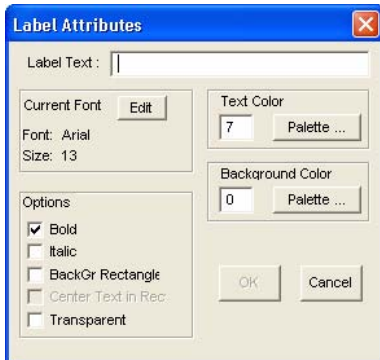 Label Attributes
Label Text :
Current Font
Edit
Font: Arial
Size: 13
Text Color
7
Palette ...
Background Color
0
Palette ...
Options
Bold
Italic
BackGr Rectangle
Center Text in Rec
Transparent
OK
Cancel